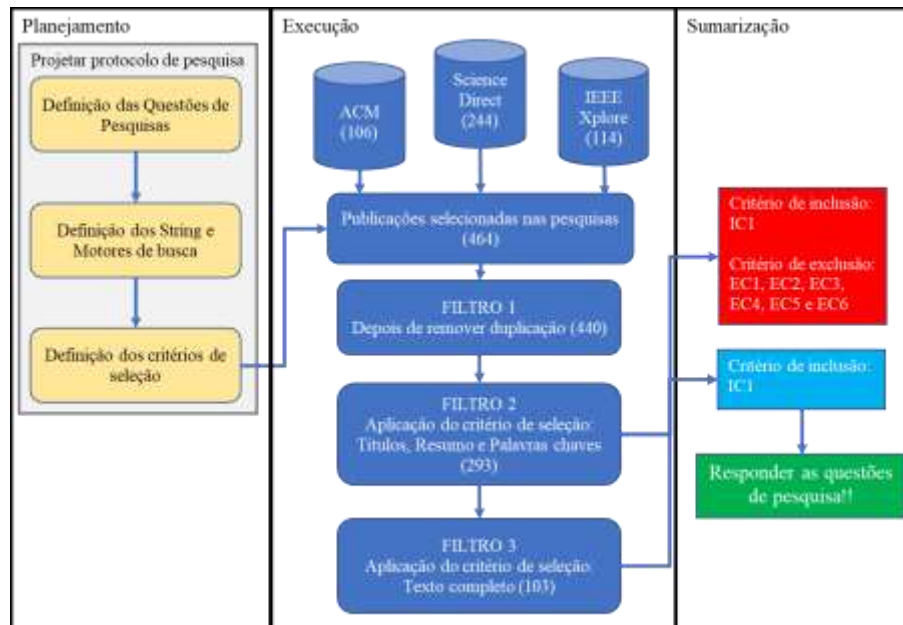 Planejamento
Projetar protocolo de pesquisa
Definição das Questões de
Pesquisas
Definição dos String e
Motores de busca
Definição dos critérios de
seleção
Execução
ACM
(106)
Science
Direct
(244)
IEEE
Xplore
(114)
Publicações selecionadas nas pesquisas
(464)
FILTRO 1
Depois de remover duplicação (440)
FILTRO 2
Aplicação do critério de seleção:
Titulos, Resumo e Palavras chaves
(293)
FILTRO 3
Aplicação do critério de seleção:
Texto completo (103)
Sumarização
Critério de inclusão:
IC1
Critério de exclusão:
EC1, EC2, EC3,
EC4, EC5 e EC6
Critério de inclusão:
IC1
Responder as questões
de pesquisa!!